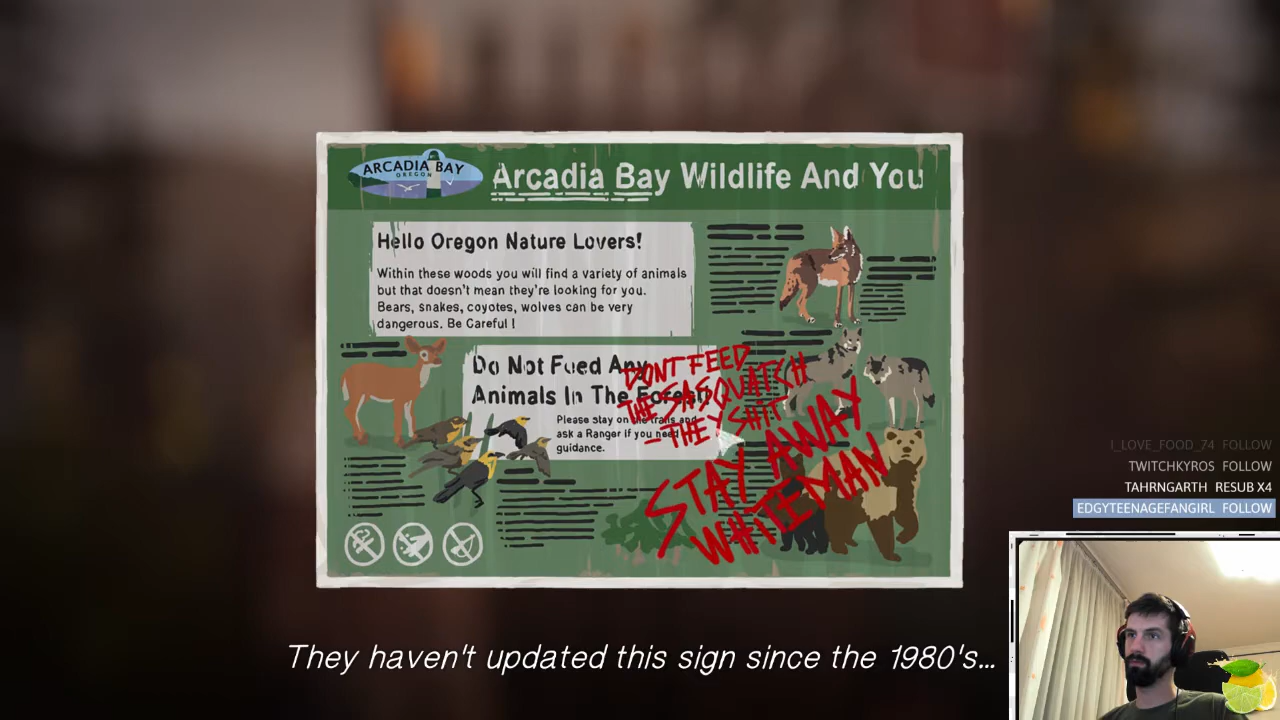 ARCADIA BAY
OREGON
Arcadia Bay Wildlife And You
Hello Oregon Nature Lovers!
Within these woods you will find a variety of animals
but that doesn't mean they're looking for you.
Bears, snakes, coyotes, wolves can be very
dangerous. Be Careful !
Do Not Feed Any
Animals In The Forest
Please stay on the trails and
ask a Ranger if you need
guidance.
DONT FEED
THE SASQUATCH
-THEY SHIT
STAY AWAY
WHITEMAN
I_LOVE_FOOD_74 FOLLOW
TWITCHKYROS FOLLOW
TAHRNGARTH RESUB X4
EDGYTEENAGEFANGIRL FOLLOW
They haven't updated this sign since the 1980's...